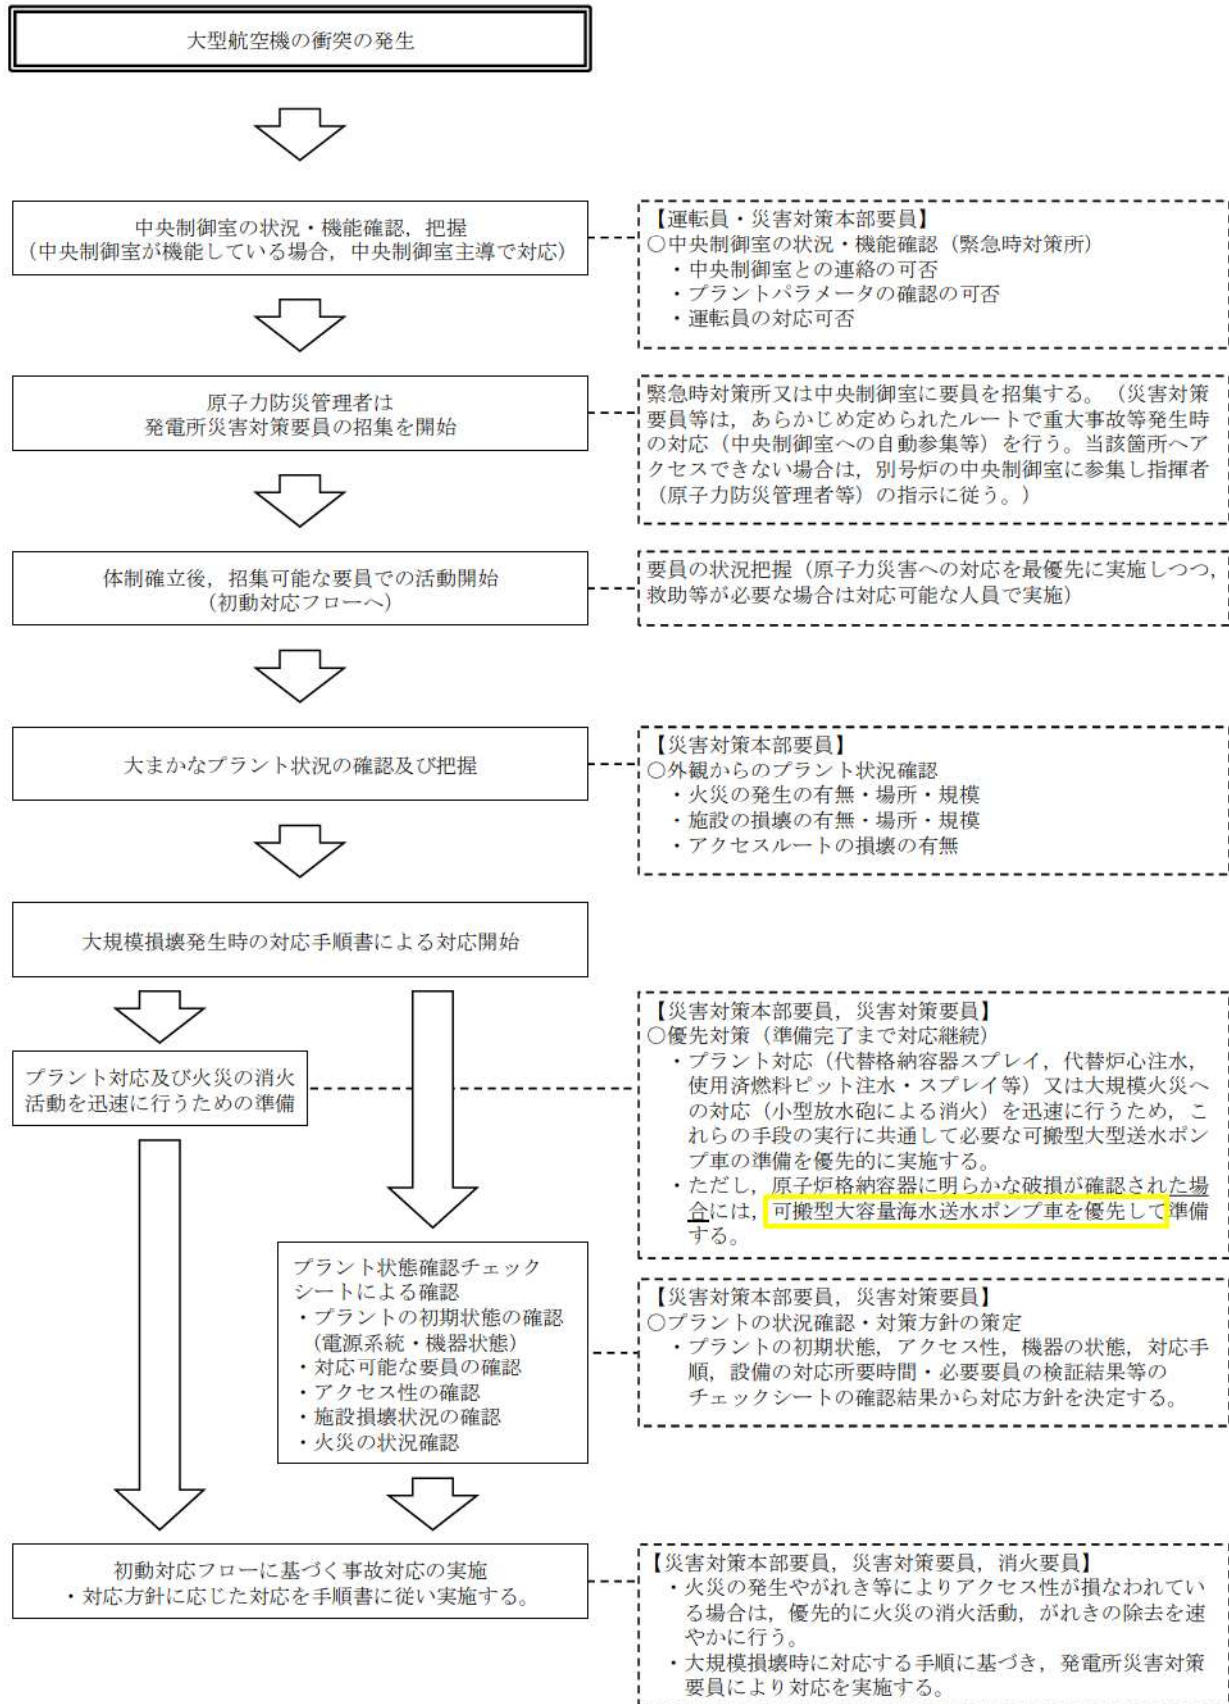 大型航空機の衝突の発生
中央制御室の状況・機能確認，把握
（中央制御室が機能している場合，中央制御室主導で対応）
【運転員・災害対策本部要員】
○中央制御室の状況・機能確認（緊急時対策所）
・中央制御室との連絡の可否
・プラントパラメータの確認の可否
・運転員の対応可否
原子力防災管理者は
発電所災害対策要員の招集を開始
緊急時対策所又は中央制御室に要員を招集する。（災害対策
要員等は，あらかじめ定められたルートで重大事故等発生時
の対応（中央制御室への自動参集等）を行う。当該箇所へア
クセスできない場合は，別号炉の中央制御室に参集し指揮者
（原子力防災管理者等）の指示に従う。）
体制確立後，招集可能な要員での活動開始
（初動対応フローへ）
要員の状況把握（原子力災害への対応を最優先に実施しつつ，
救助等が必要な場合は対応可能な人員で実施）
大まかなプラント状況の確認及び把握
【災害対策本部要員】
○外観からのプラント状況確認
・火災の発生の有無・場所・規模
・施設の損壊の有無・場所・規模
・アクセスルートの損壊の有無
大規模損壊発生時の対応手順書による対応開始
プラント対応及び火災の消火
活動を迅速に行うための準備
【災害対策本部要員，災害対策要員】
○優先対策（準備完了まで対応継続）
・プラント対応（代替格納容器スプレイ，代替炉心注水，
使用済燃料ピット注水・スプレイ等）又は大規模火災へ
の対応（小型放水砲による消火）を迅速に行うため，こ
れらの手段の実行に共通して必要な可搬型大型送水ポン
プ車の準備を優先的に実施する。
・ただし，原子炉格納容器に明らかな破損が確認された場
合には，可搬型大容量海水送水ポンプ車を優先して準備
する。
プラント状態確認チェック
シートによる確認
・プラントの初期状態の確認
（電源系統・機器状態）
・対応可能な要員の確認
・アクセス性の確認
・施設損壊状況の確認
・火災の状況確認
【災害対策本部要員，災害対策要員】
○プラントの状況確認・対策方針の策定
・プラントの初期状態，アクセス性，機器の状態，対応手
順，設備の対応所要時間・必要要員の検証結果等の
チェックシートの確認結果から対応方針を決定する。
初動対応フローに基づく事故対応の実施
・対応方針に応じた対応を手順書に従い実施する。
【災害対策本部要員，災害対策要員，消火要員】
・火災の発生やがれき等によりアクセス性が損なわれてい
る場合は，優先的に火災の消火活動，がれきの除去を速
やかに行う。
・大規模損壊時に対応する手順に基づき，発電所災害対策
要員により対応を実施する。